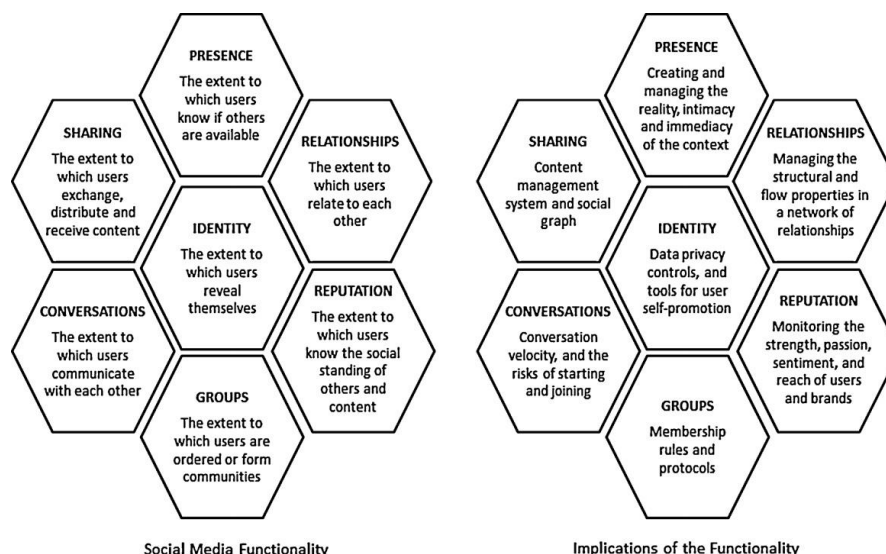 PRESENCE
The extent to
which users
know if others
are available
SHARING
The extent to
which users
exchange,
distribute and
receive content
RELATIONSHIPS
The extent to
which users
relate to each
other
IDENTITY
The extent to
which users
reveal
themselves
CONVERSATIONS
The extent to
which users
communicate
with each other
REPUTATION
The extent to
which users
know the social
standing of
others and
content
GROUPS
The extent to
which users are
ordered or form
communities
Social Media Functionality
PRESENCE
Creating and
managing the
reality, intimacy
and immediacy
of the context
SHARING
Content
management
system and social
graph
RELATIONSHIPS
Managing the
structural and
flow properties in
a network of
relationships
IDENTITY
Data privacy
controls, and
tools for user
self-promotion
CONVERSATIONS
Conversation
velocity, and the
risks of starting
and joining
REPUTATION
Monitoring the
strength, passion,
sentiment, and
reach of users
and brands
GROUPS
Membership
rules and
protocols
Implications of the Functionality